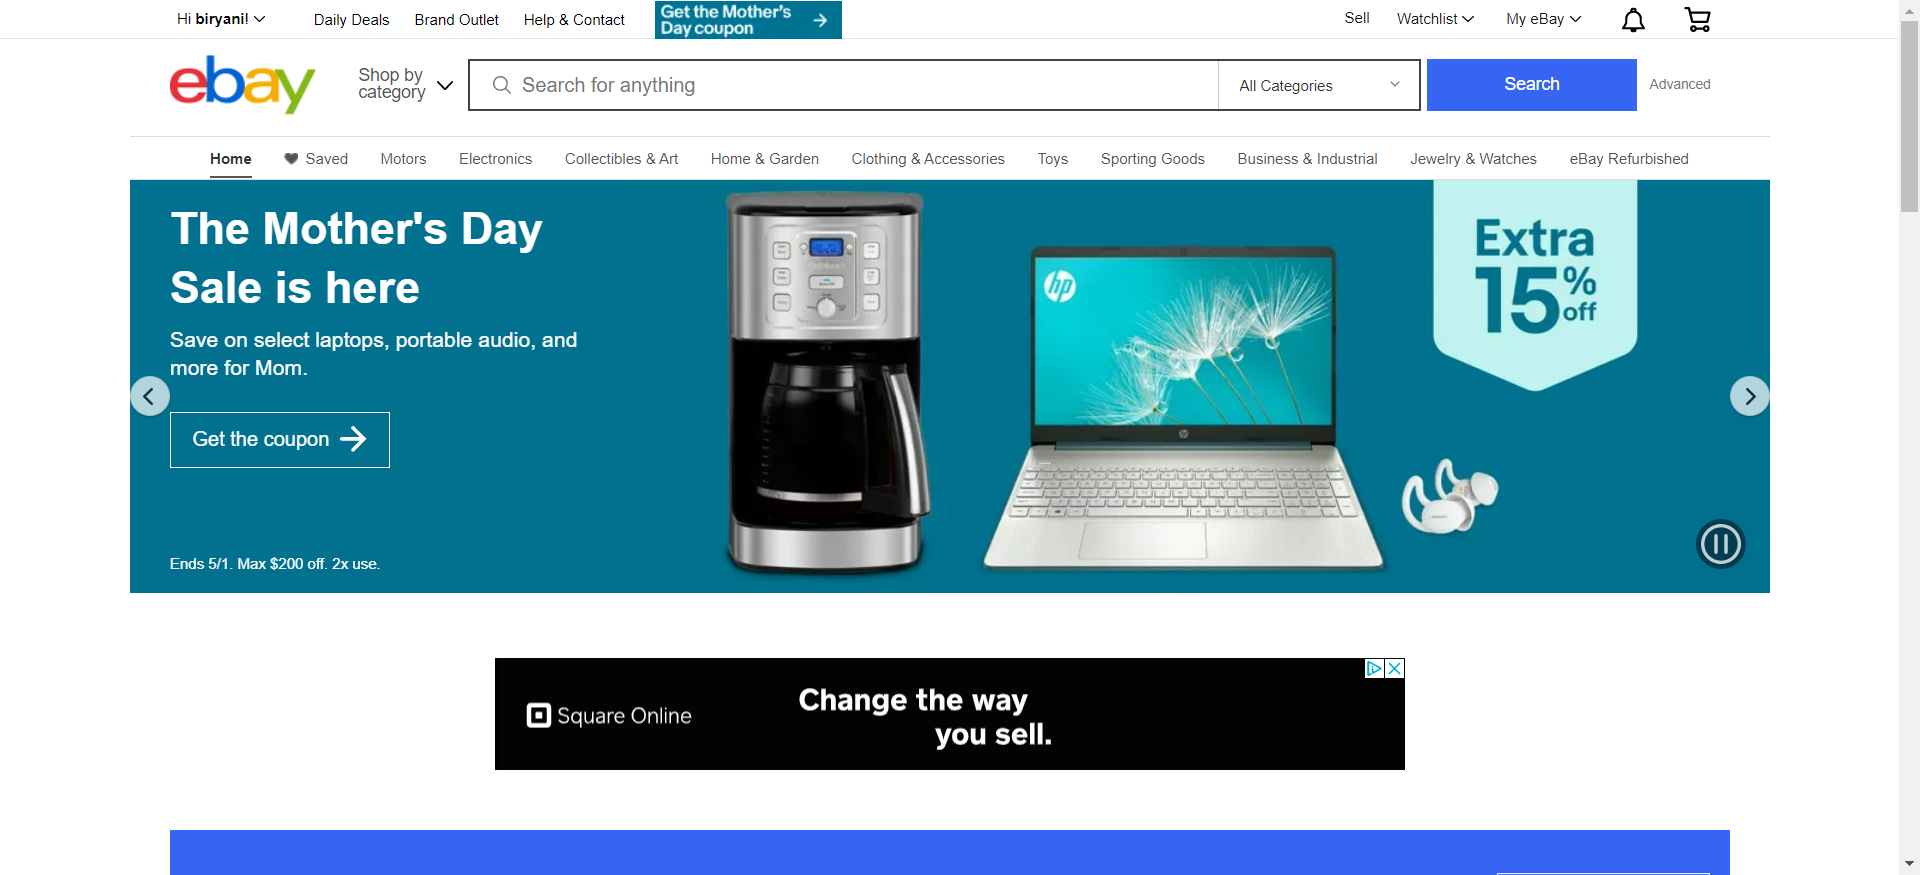 Hi biryani!
Daily Deals
Brand Outlet
Help & Contact
Get the Mother's
Day coupon
Sell
Watchlist
My eBay
ebay
Shop by
category
Search for anything
All Categories
Search
Advanced
Home
Saved
Motors
Electronics
Collectibles & Art
Home & Garden
Clothing & Accessories
Toys
Sporting Goods
Business & Industrial
Jewelry & Watches
eBay Refurbished
The Mother's Day
Sale is here
Save on select laptops, portable audio, and
more for Mom.
Get the coupon
Ends 5/1. Max $200 off. 2x use.
hp
Extra
15%
off
Square Online
Change the way
you sell.